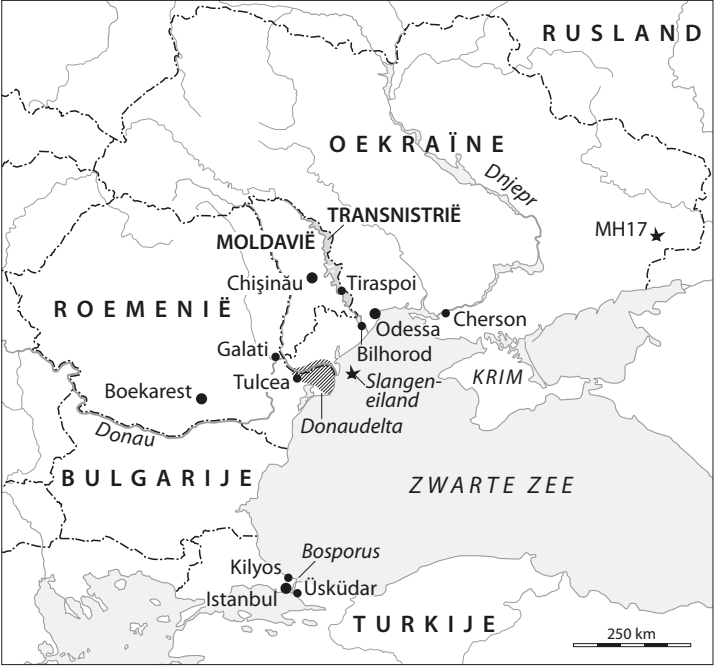 RUSLAND
OEKRAÏNE
Dnjepr
TRANSNISTRIË
MOLDAVIË
MH17
Chişinău
Tiraspoi
ROEMENIË
Odessa
Cherson
Bilhorod
Galati
Tulcea
Slangen-
eiland
KRIM
Boekarest
Donaudelta
Donau
BULGARIJE
ZWARTE ZEE
Bosporus
Kilyos
Istanbul
Üsküdar
TURKIJE
250 km